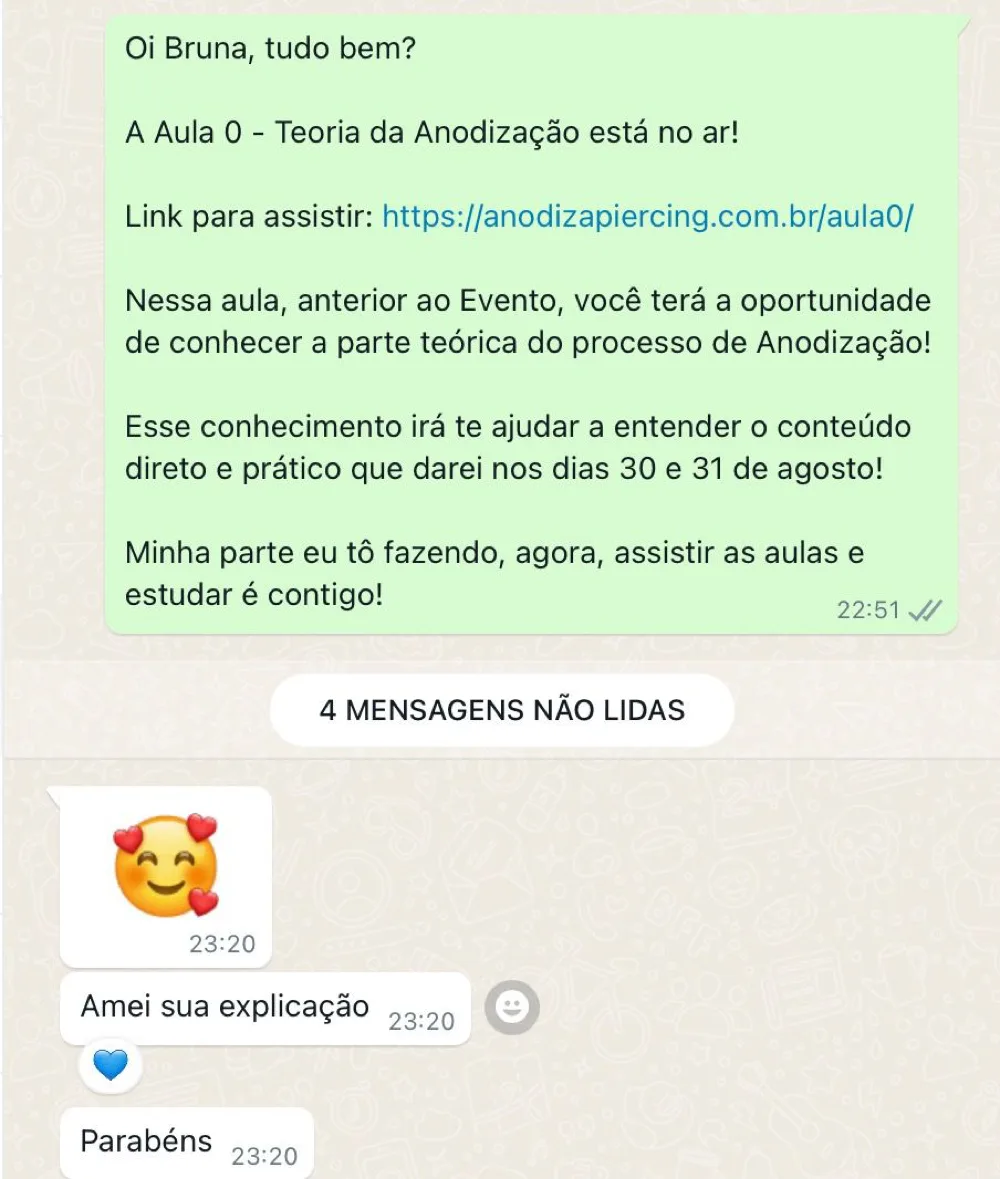 Oi Bruna, tudo bem?
A Aula 0 - Teoria da Anodização está no ar!
Link para assistir: https://anodizapiercing.com.br/aula0/
Nessa aula, anterior ao Evento, você terá a oportunidade
de conhecer a parte teórica do processo de Anodização!
Esse conhecimento irá te ajudar a entender o conteúdo
direto e prático que darei nos dias 30 e 31 de agosto!
Minha parte eu tô fazendo, agora, assistir as aulas e
estudar é contigo!
22:51
4 MENSAGENS NÃO LIDAS
23:20
Amei sua explicação 23:20
Parabéns 23:20